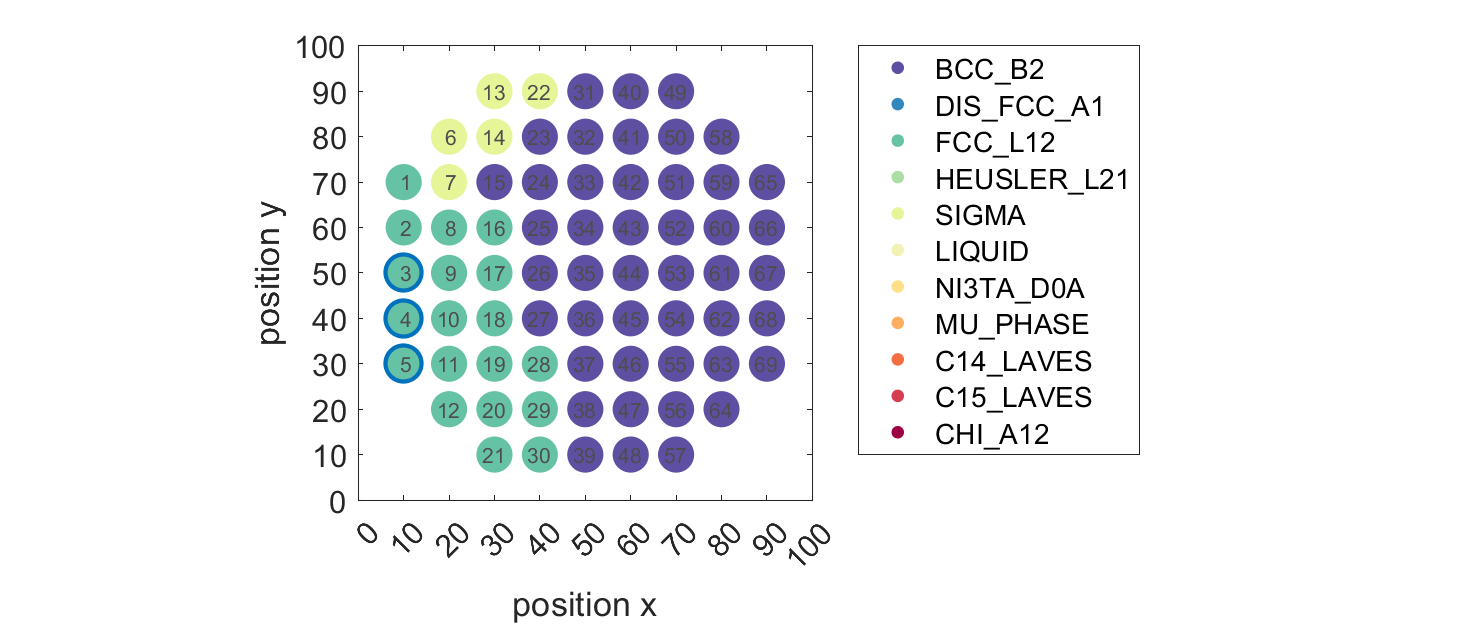 100
90
80
70
60
50
40
30
20
10
0
13 22 31 40 49
6 14 23 32 41 50 58
1 7 15 24 33 42 51 59 65
2 8 16 25 34 43 52 60 66
3 9 17 26 35 44 53 61 67
4 10 18 27 36 45 54 62 68
5 11 19 28 37 46 55 63 69
12 20 29 38 47 56 64
21 30 39 48 57
0 10 20 30 40 50 60 70 80 90 100
position x
position y
BCC_B2
DIS_FCC_A1
FCC_L12
HEUSLER_L21
SIGMA
LIQUID
NI3TA_D0A
MU_PHASE
C14_LAVES
C15_LAVES
CHI_A12